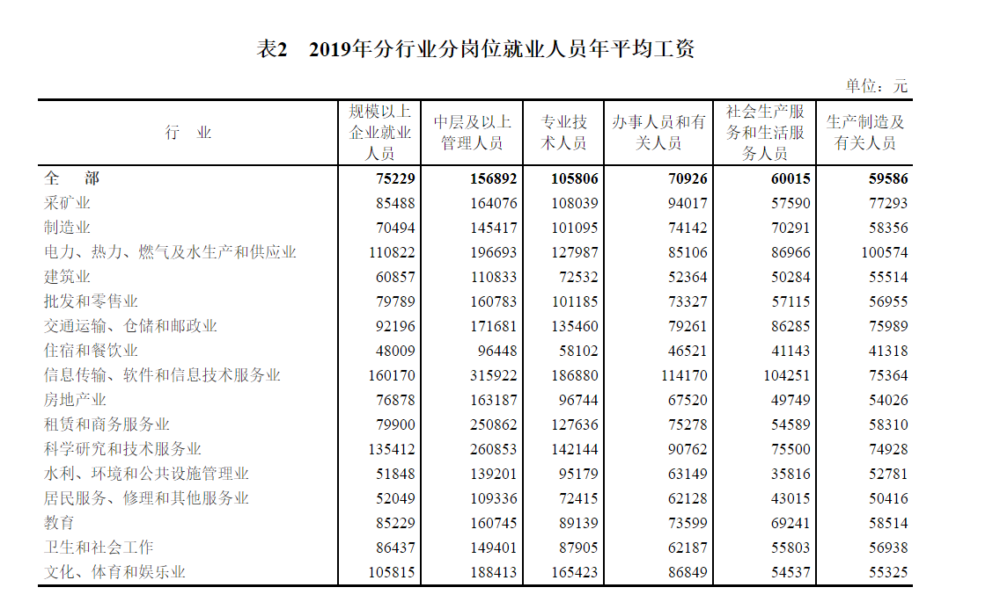 表2 2019年分行业分岗位就业人员年平均工资
单位：元
行 业 规模以上企业就业人员 中层及以上管理人员 专业技术人员 办事人员和有关人员 社会生产服务和生活服务人员 生产制造及有关人员
全 部 75229 156892 105806 70926 60015 59586
采矿业 85488 164076 108039 94017 57590 77293
制造业 70494 145417 101095 74142 70291 58356
电力、热力、燃气及水生产和供应业 110822 196693 127987 85106 86966 100574
建筑业 60857 110833 72532 52364 50284 55514
批发和零售业 79789 160783 101185 73327 57115 56955
交通运输、仓储和邮政业 92196 171681 135460 79261 86285 75989
住宿和餐饮业 48009 96448 58102 46521 41143 41318
信息传输、软件和信息技术服务业 160170 315922 186880 114170 104251 75364
房地产业 76878 163187 96744 67520 49749 54026
租赁和商务服务业 79900 250862 127636 75278 54589 58310
科学研究和技术服务业 135412 260853 142144 90762 75500 74928
水利、环境和公共设施管理业 51848 139201 95179 63149 35816 52781
居民服务、修理和其他服务业 52049 109336 72415 62128 43015 50416
教育 85229 160745 89139 73599 69241 58514
卫生和社会工作 86437 149401 87905 62187 55803 56938
文化、体育和娱乐业 105815 188413 165423 86849 54537 55325